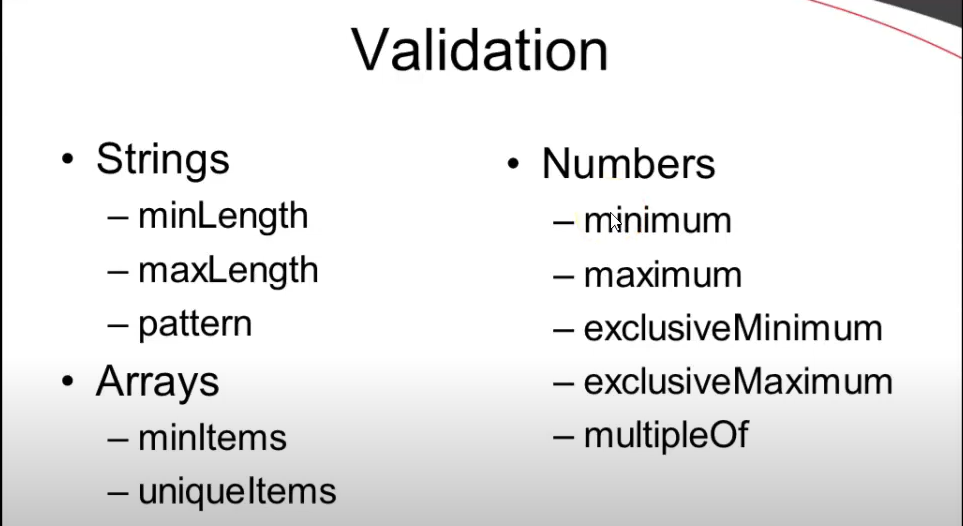 Validation
• Strings
– minLength
– maxLength
– pattern
• Arrays
– minItems
– uniqueItems
• Numbers
– minimum
– maximum
– exclusiveMinimum
– exclusiveMaximum
– multipleOf